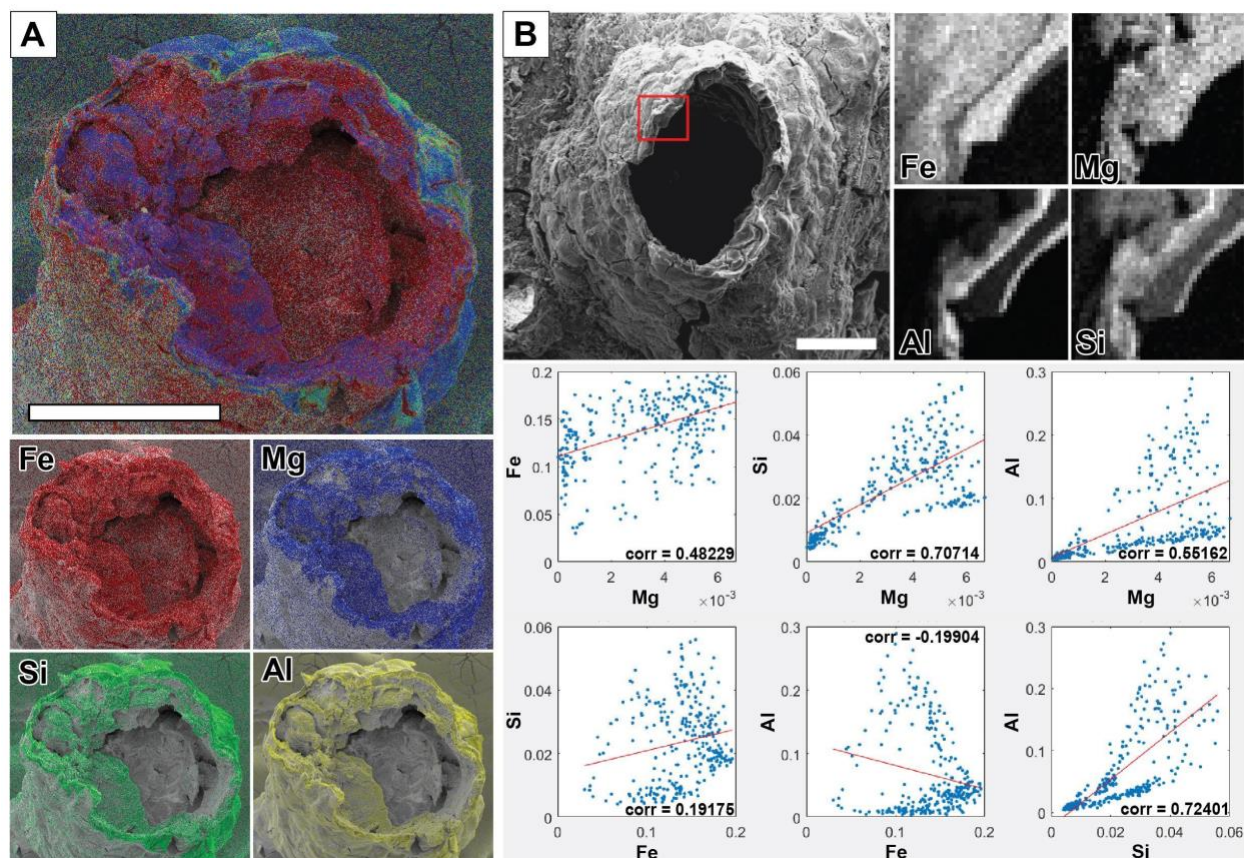 A
B
Fe
Mg
Al
Si
Fe
Mg
Si
Al
0.2
0.15
0.1
0.05
0
Fe
corr = 0.48229
0
2
4
6
Mg
×10⁻³
0.06
0.04
0.02
0
Si
corr = 0.70714
0
2
4
6
Mg
×10⁻³
0.3
0.2
0.1
0
Al
corr = 0.55162
0
2
4
6
Mg
×10⁻³
0.06
0.04
0.02
0
Si
corr = 0.19175
0
0.1
0.2
Fe
0.3
0.2
0.1
0
Al
corr = -0.19904
0
0.1
0.2
Fe
0.3
0.2
0.1
0
Al
corr = 0.72401
0
0.02
0.04
0.06
Si